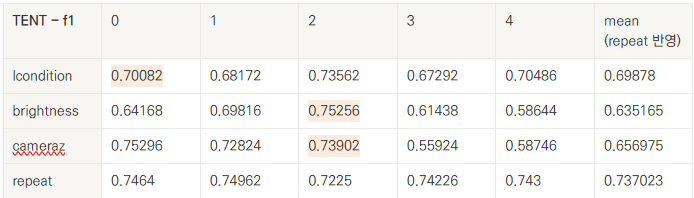 TENT – f1 0 1 2 3 4 mean
(repeat 반영)
lcondition 0.70082 0.68172 0.73562 0.67292 0.70486 0.69878
brightness 0.64168 0.69816 0.75256 0.61438 0.58644 0.635165
cameraz 0.75296 0.72824 0.73902 0.55924 0.58746 0.656975
repeat 0.7464 0.74962 0.7225 0.74226 0.743 0.737023